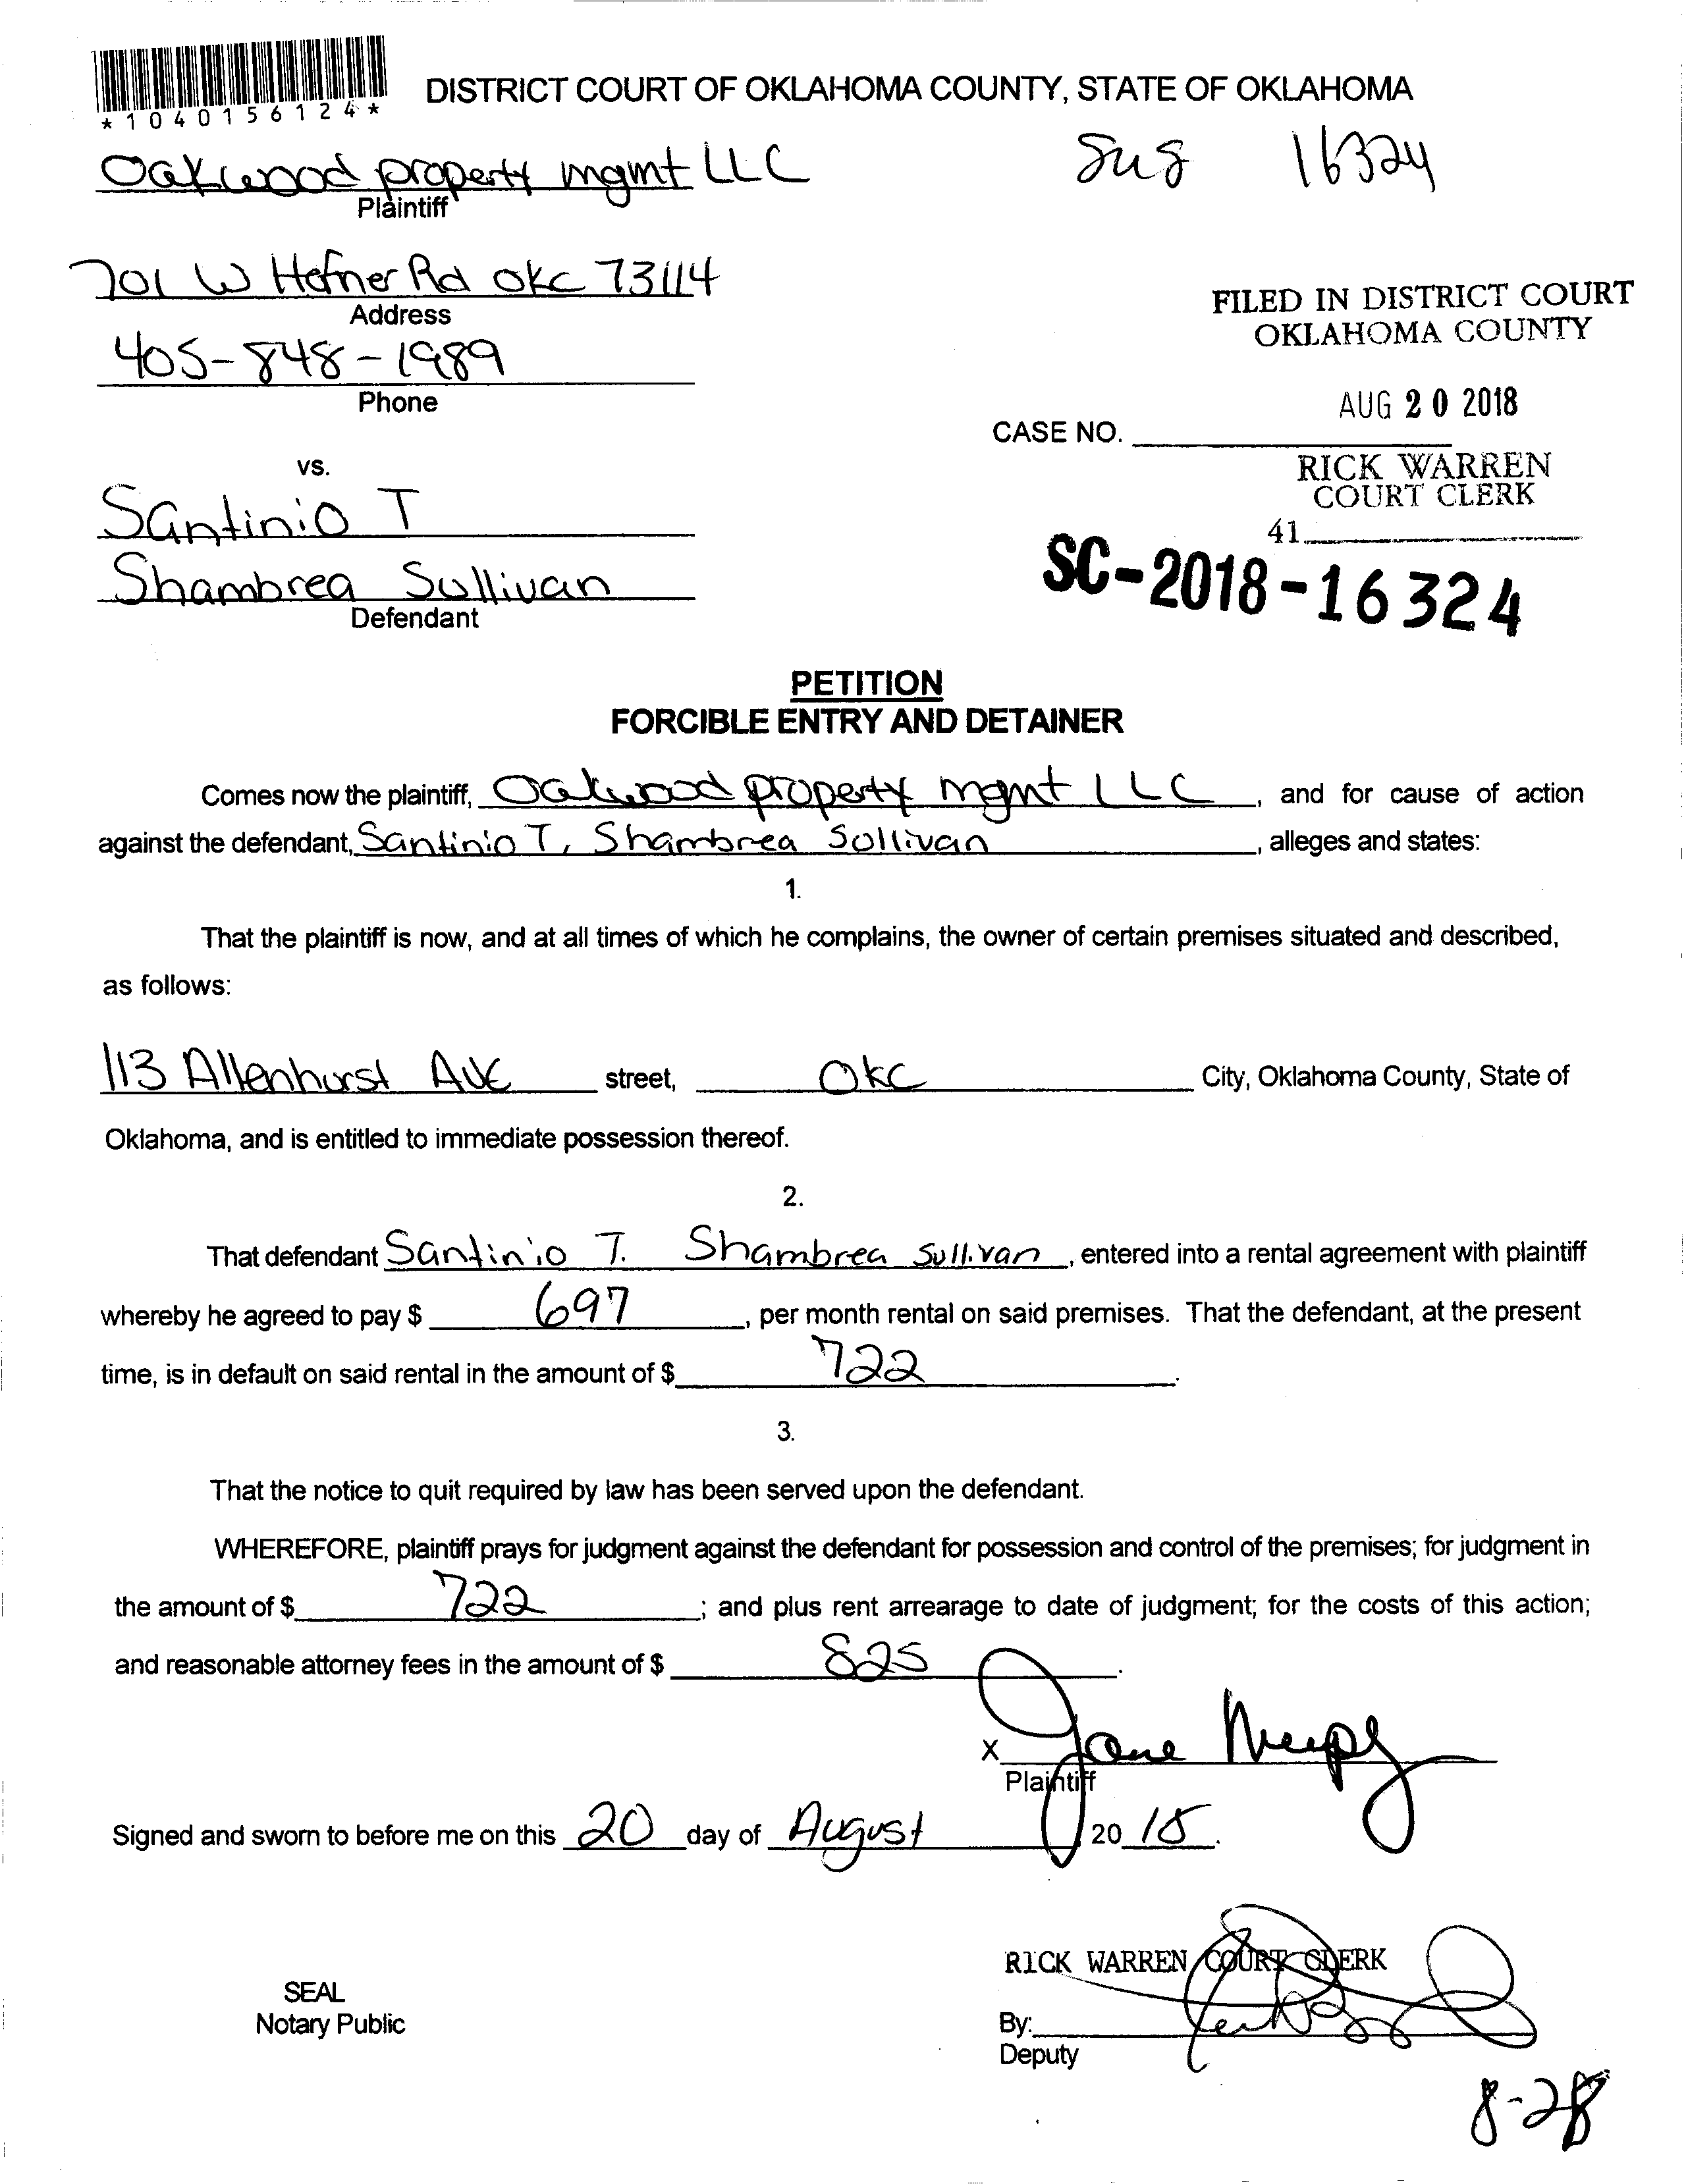 *1040156124*
DISTRICT COURT OF OKLAHOMA COUNTY, STATE OF OKLAHOMA
Oakwood property mgmt LLC
16324
Plaintiff
701 W Hefner Rd OKC 73114
Address
FILED IN DISTRICT COURT
OKLAHOMA COUNTY
405-848-1989
Phone
AUG 20 2018
CASE NO.
RICK WARREN
COURT CLERK
vs.
Santinio T
41
Shambrea Sullivan
Defendant
SC-2018-16324
PETITION
FORCIBLE ENTRY AND DETAINER
Comes now the plaintiff, Oakwood property mgmt LLC, and for cause of action
against the defendant, Santinio T, Shambrea Sullivan, alleges and states:
1.
That the plaintiff is now, and at all times of which he complains, the owner of certain premises situated and described,
as follows:
113 Allenhurst Ave street, OKC City, Oklahoma County, State of
Oklahoma, and is entitled to immediate possession thereof.
2.
That defendant Santinio T. Shambrea Sullivan, entered into a rental agreement with plaintiff
whereby he agreed to pay $ 697, per month rental on said premises. That the defendant, at the present
time, is in default on said rental in the amount of $ 722.
3.
That the notice to quit required by law has been served upon the defendant.
WHEREFORE, plaintiff prays for judgment against the defendant for possession and control of the premises; for judgment in
the amount of $ 722; and plus rent arrearage to date of judgment; for the costs of this action;
and reasonable attorney fees in the amount of $ 825.
X Jane
Plaintiff
Signed and sworn to before me on this 20 day of August 2018.
RICK WARREN COURT CLERK
SEAL
Notary Public
By:
Deputy
8-28